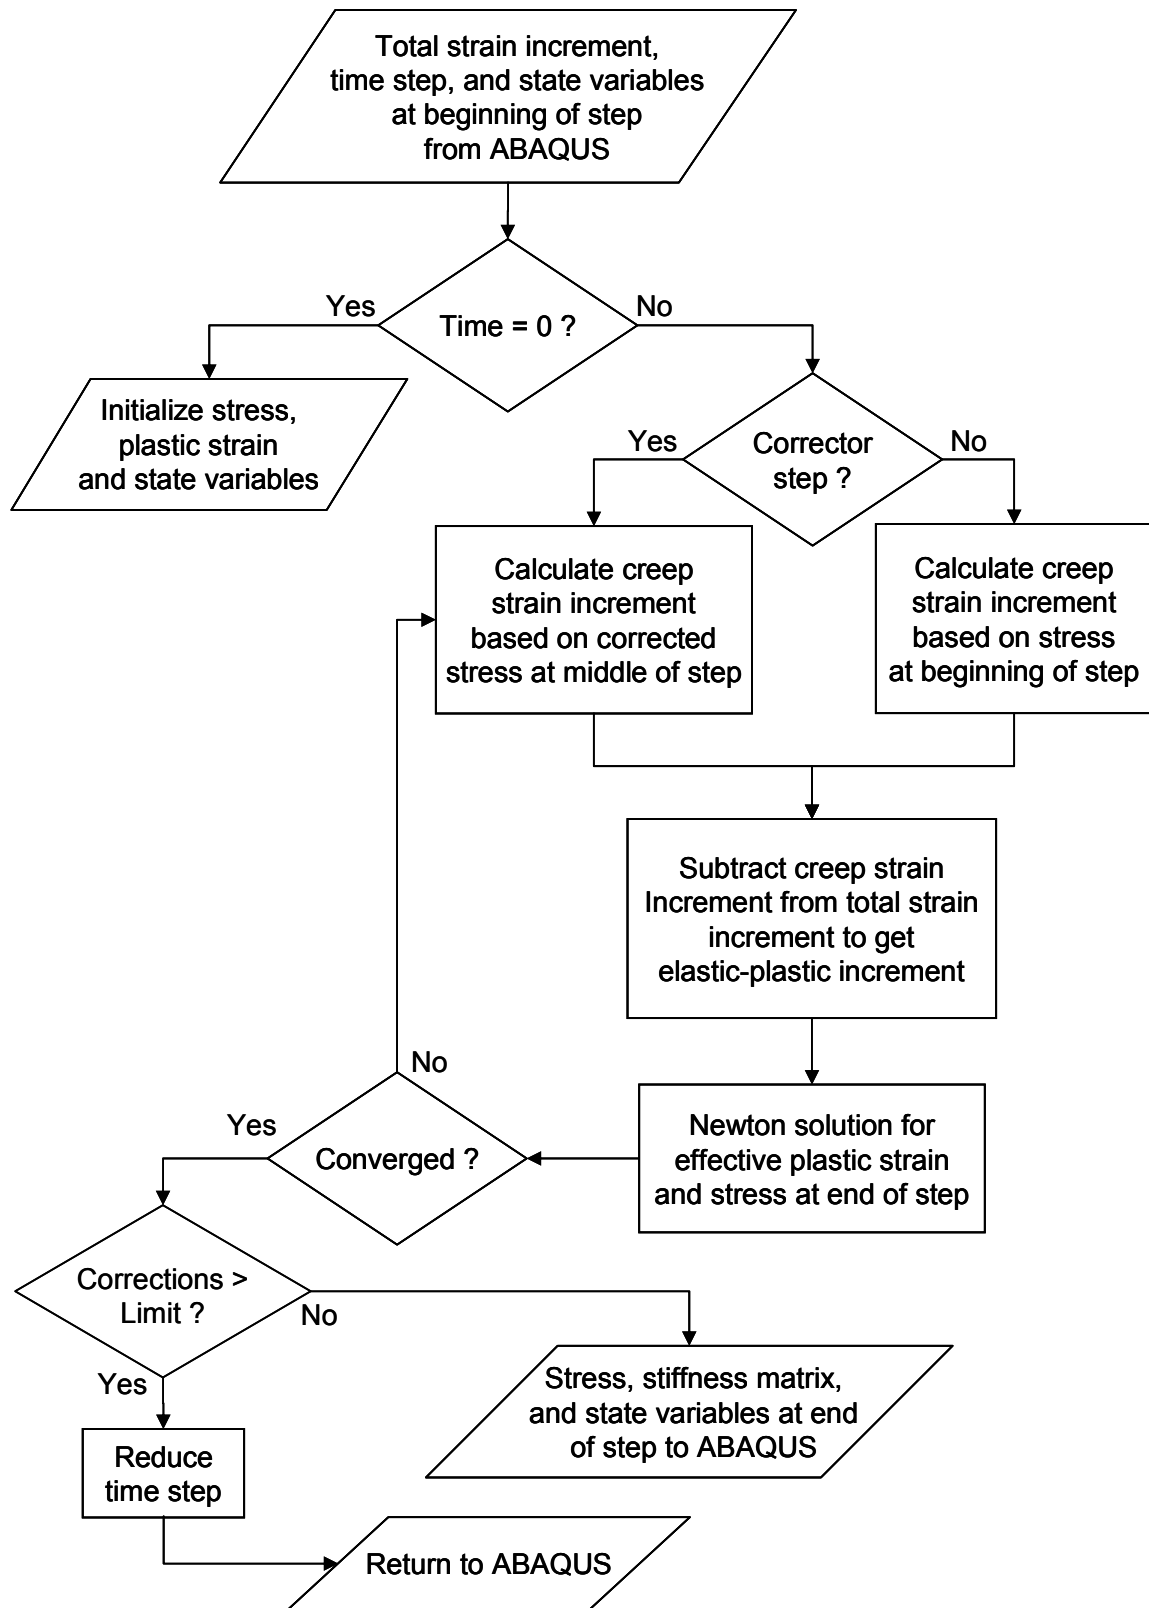 Total strain increment,
time step, and state variables
at beginning of step
from ABAQUS
Yes
No
Time = 0 ?
Initialize stress,
plastic strain
and state variables
Yes
No
Corrector
step ?
Calculate creep
strain increment
based on corrected
stress at middle of step
Calculate creep
strain increment
based on stress
at beginning of step
Subtract creep strain
Increment from total strain
increment to get
elastic-plastic increment
Newton solution for
effective plastic strain
and stress at end of step
No
Yes
Converged ?
Corrections >
Limit ?
No
Yes
Stress, stiffness matrix,
and state variables at end
of step to ABAQUS
Reduce
time step
Return to ABAQUS